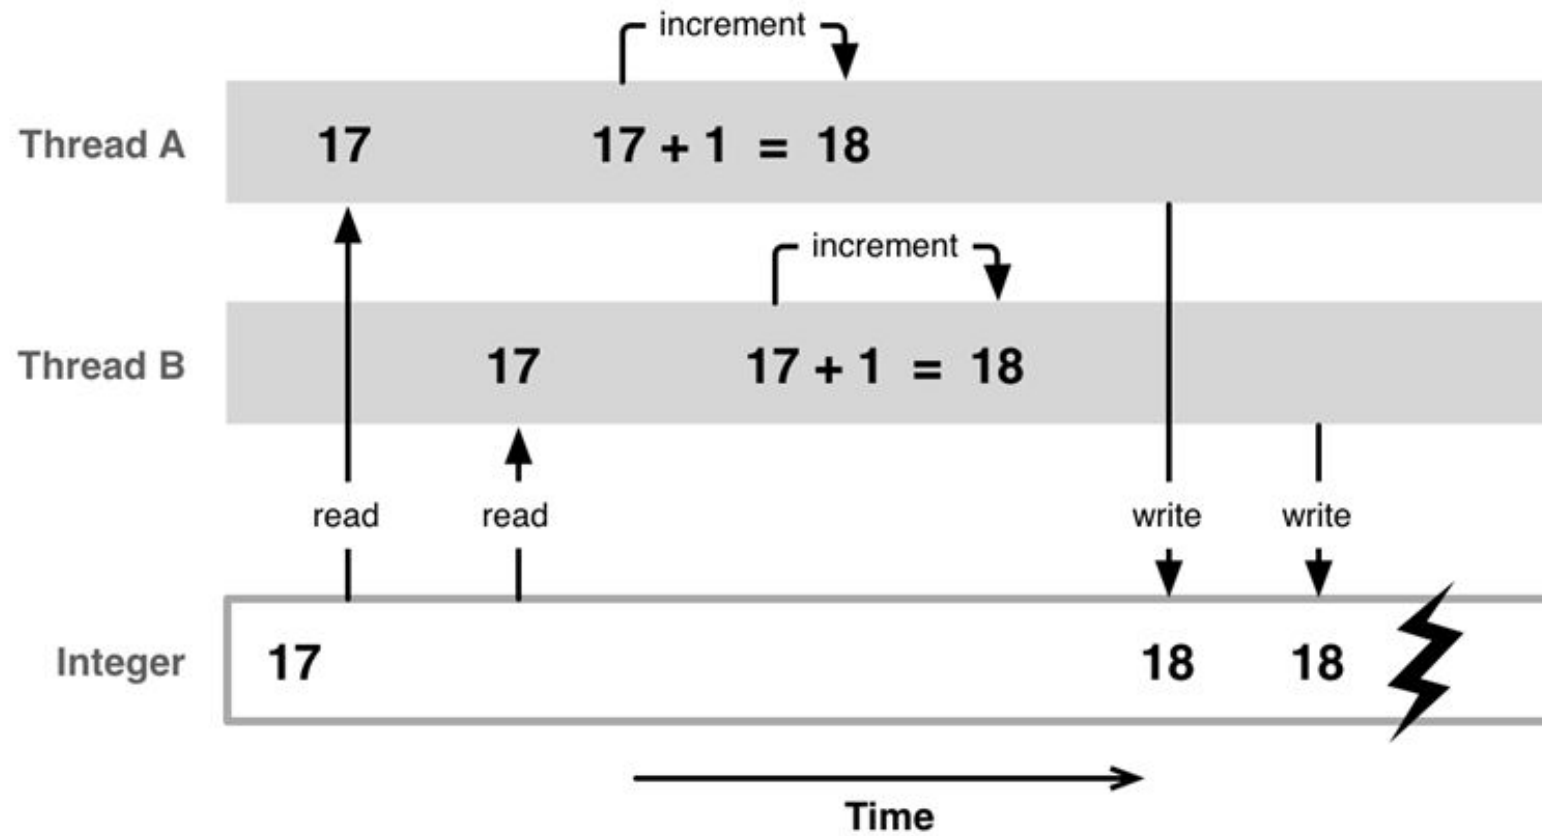 increment
Thread A 17 17 + 1 = 18
increment
Thread B 17 17 + 1 = 18
read read write write
Integer 17 18 18
Time